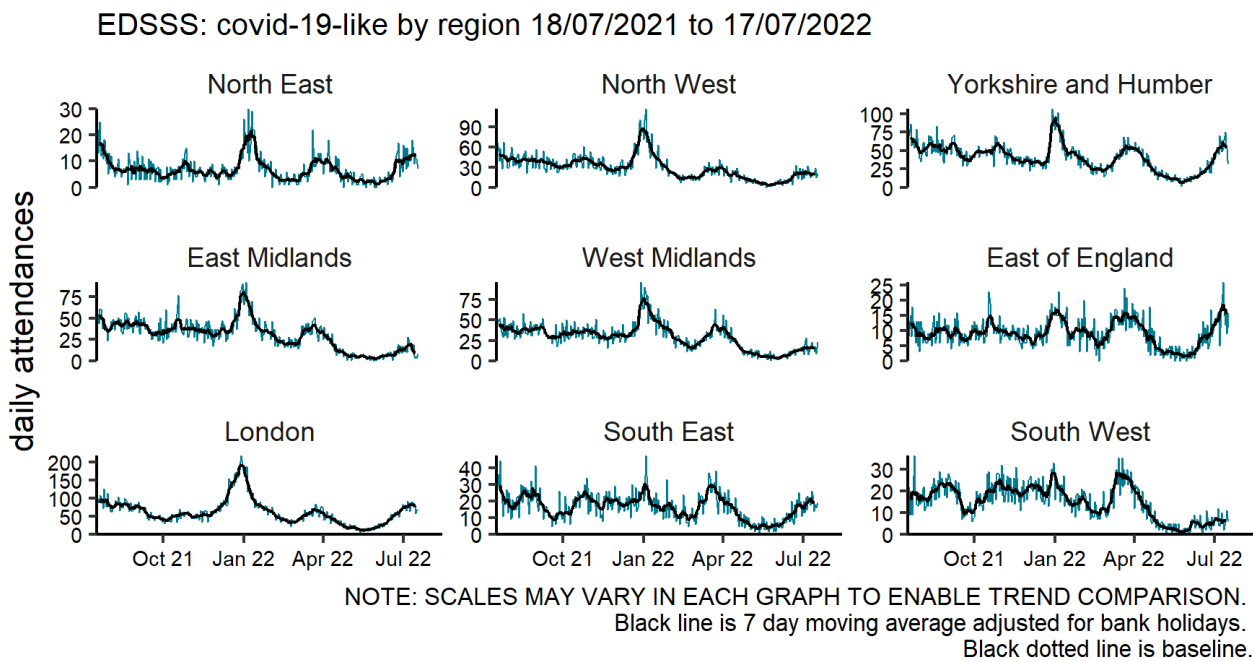 EDSSS: covid-19-like by region 18/07/2021 to 17/07/2022
daily attendances
North East
30
20
10
0
North West
90
60
30
0
Yorkshire and Humber
100
75
50
25
0
East Midlands
75
50
25
0
West Midlands
75
50
25
0
East of England
25
20
15
10
5
0
London
200
150
100
50
0
Oct 21 Jan 22 Apr 22 Jul 22
South East
40
30
20
10
0
Oct 21 Jan 22 Apr 22 Jul 22
South West
30
20
10
0
Oct 21 Jan 22 Apr 22 Jul 22
NOTE: SCALES MAY VARY IN EACH GRAPH TO ENABLE TREND COMPARISON.
Black line is 7 day moving average adjusted for bank holidays.
Black dotted line is baseline.